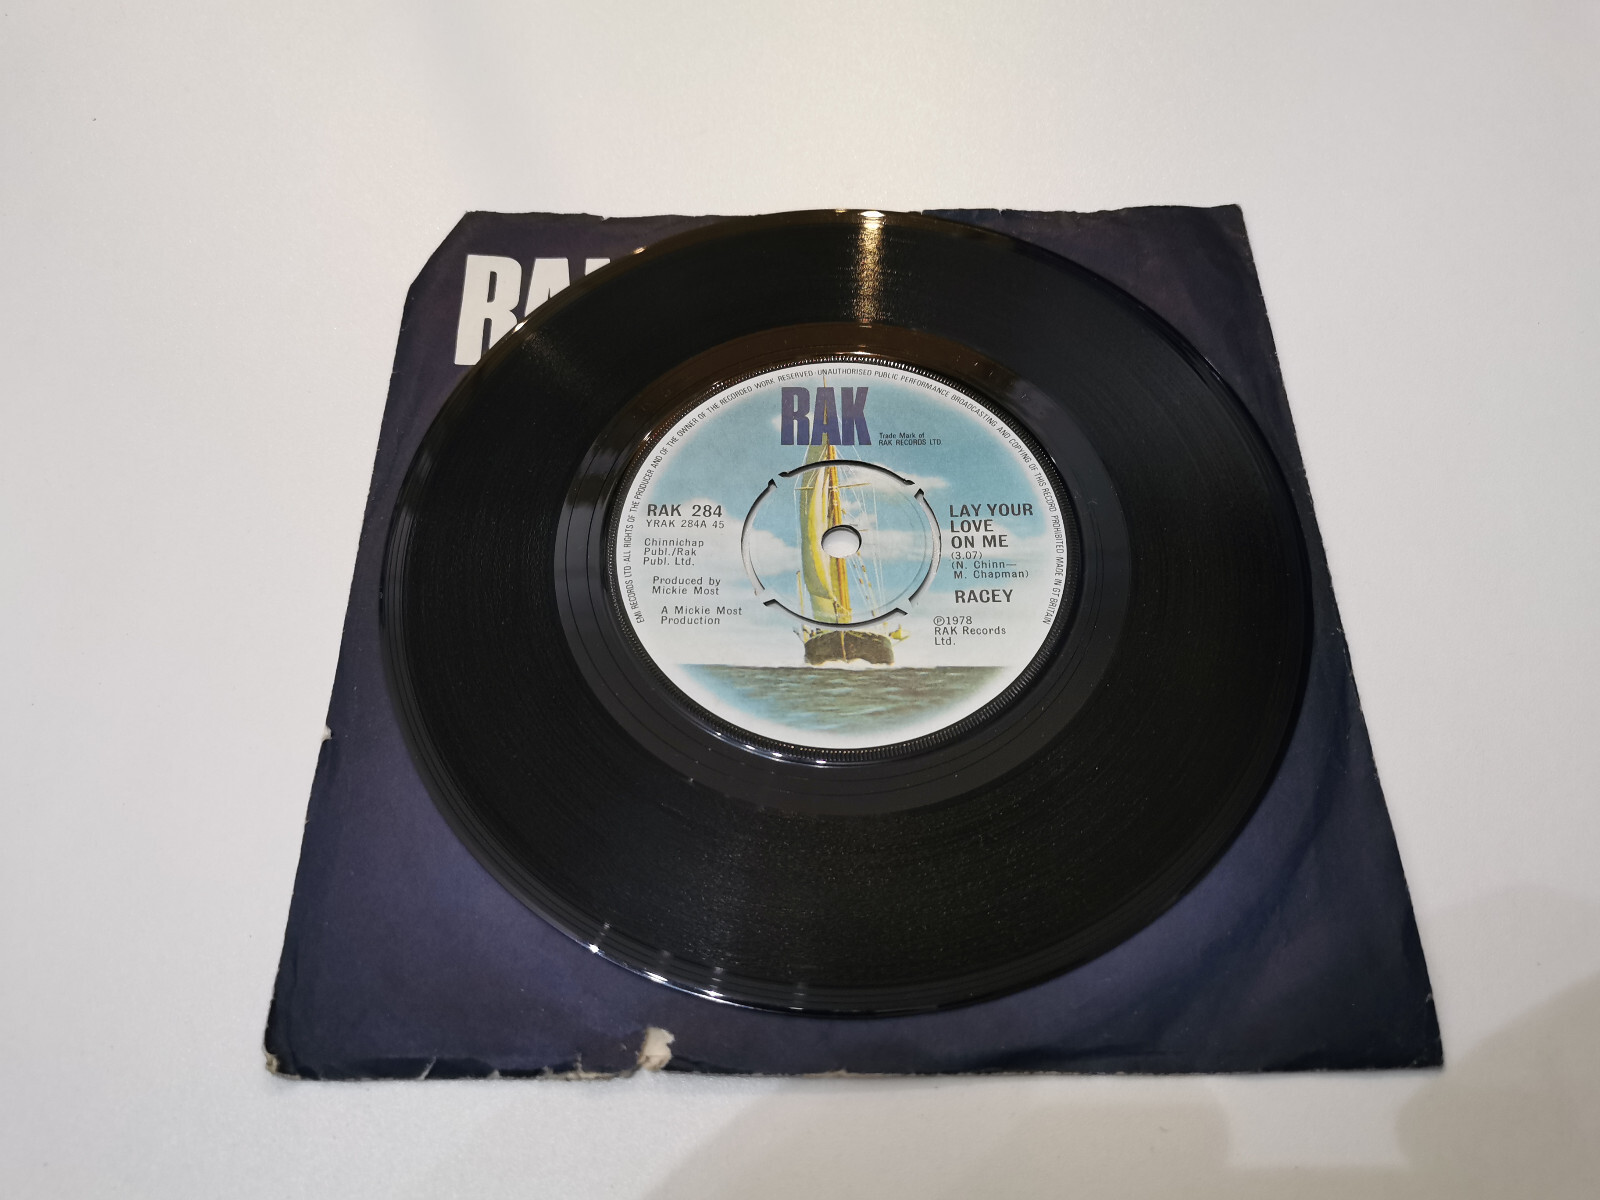 RA
EMI RECORDS LTD. ALL RIGHTS OF THE PRODUCER AND OF THE OWNER OF THE RECORDED WORK RESERVED · UNAUTHORISED PUBLIC PERFORMANCE BROADCASTING AND COPYING OF THIS RECORD PROHIBITED MADE IN GT BRITAIN
RAK
Trade Mark of
RAK RECORDS LTD.
RAK 284
YRAK 284A 45
Chinnichap
Publ./Rak
Publ. Ltd.
Produced by
Mickie Most
A Mickie Most
Production
LAY YOUR
LOVE
ON ME
(3.07)
(N. Chinn—
M. Chapman)
RACEY
℗1978
RAK Records
Ltd.